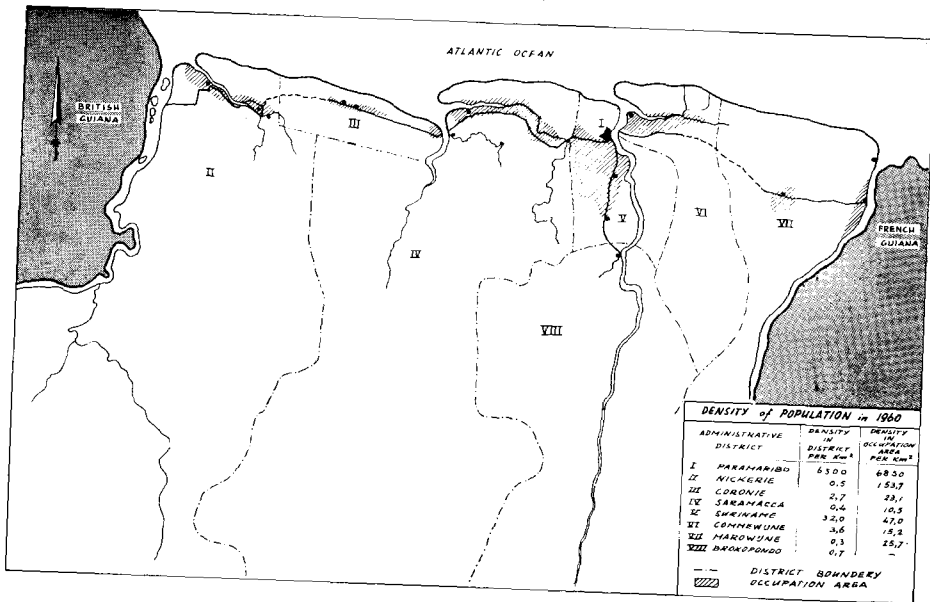 ATLANTIC OCEAN
BRITISH
GUIANA
I
III
II
VI
V
VII
FRENCH
GUIANA
IV
VIII
DENSITY of POPULATION in 1960
ADMINISTRATIVE DISTRICT DENSITY IN DISTRICT PER Km² DENSITY IN OCCUPATION AREA PER Km²
I PARAMARIBO 6300 6850
II NICKERIE 0,5 153,7
III CORONIE 2,7 23,1
IV SARAMACCA 0,4 10,5
V SURINAME 32,0 47,0
VI COMMEWIJNE 3,6 15,2
VII MAROWIJNE 0,3 25,7
VIII BROKOPONDO 0,7 —
DISTRICT BOUNDERY
OCCUPATION AREA